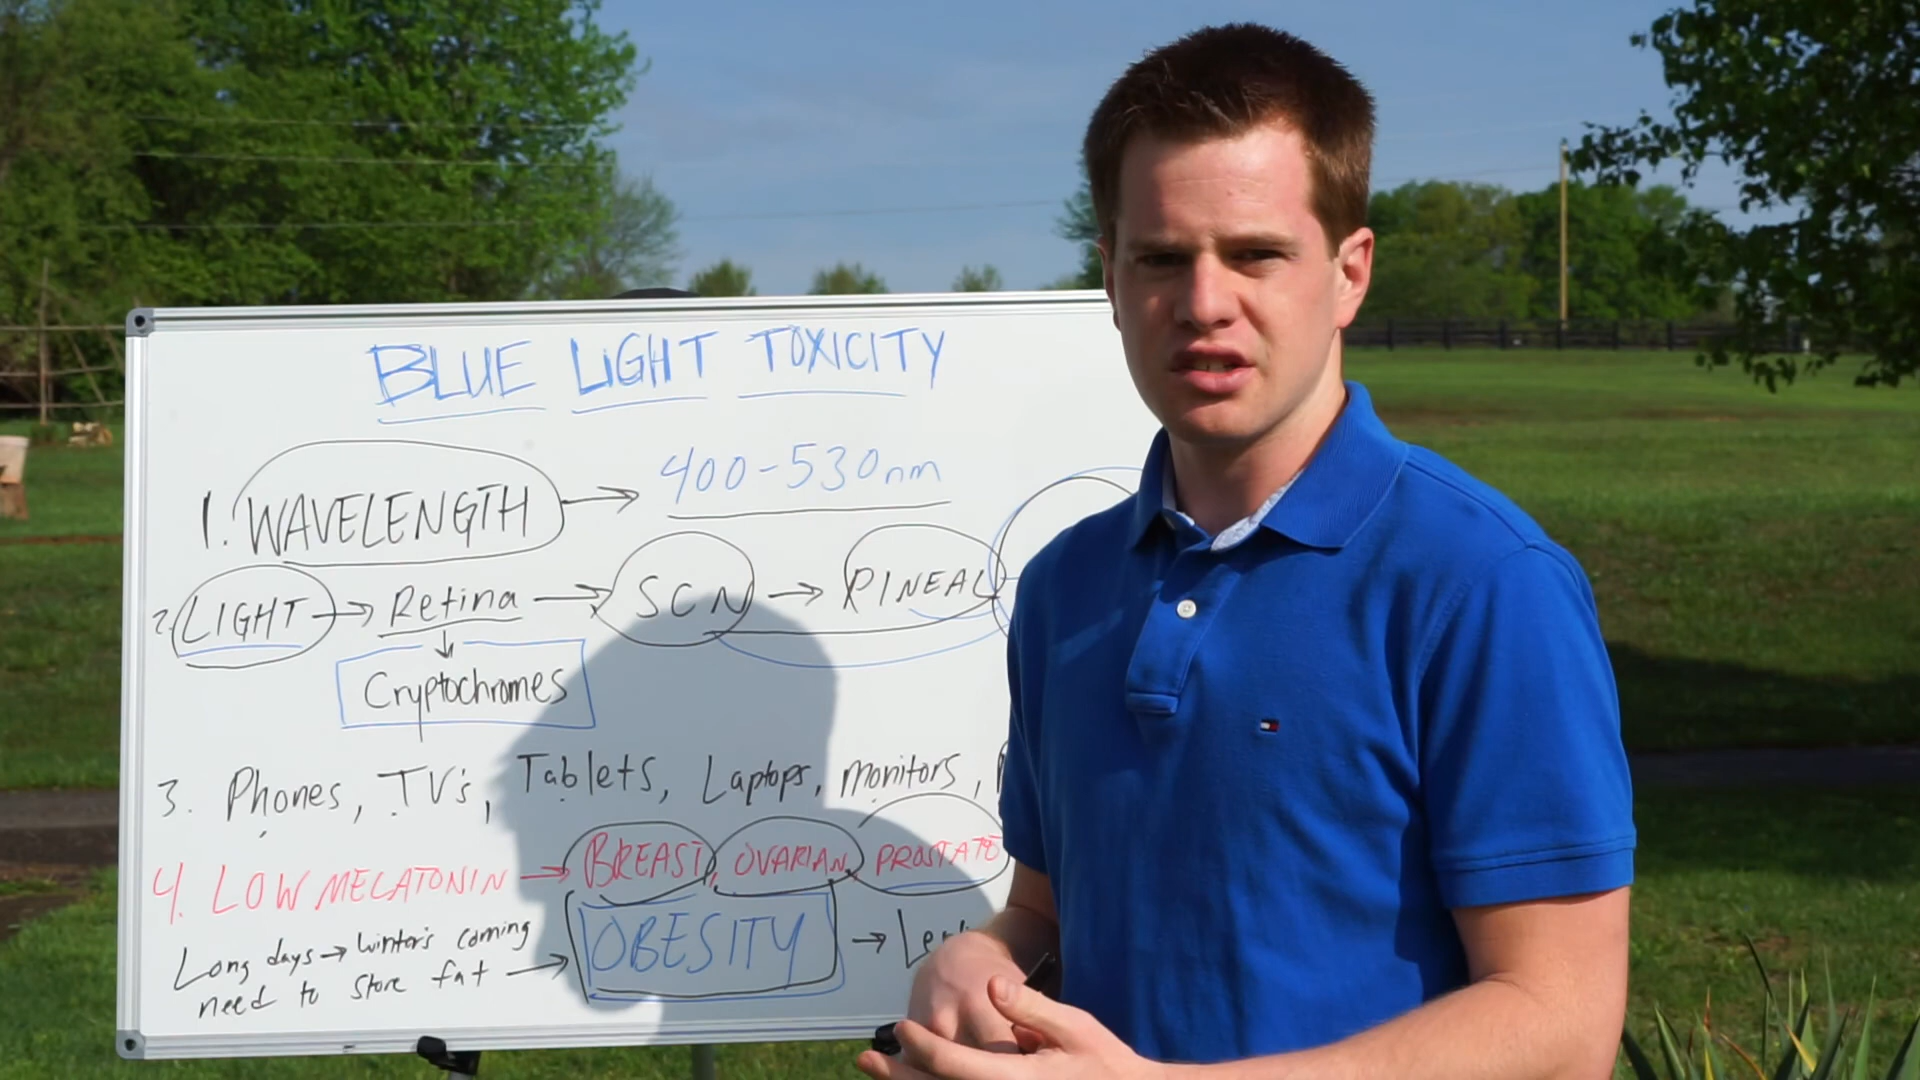 BLUE LIGHT TOXICITY
1. WAVELENGTH → 400-530nm
2. LIGHT → Retina → SCN → PINEAL
↓
Cryptochromes
3. Phones, TV's, Tablets, Laptops, Monitors,
4. LOW MELATONIN → BREAST, OVARIAN, PROSTATE
Long days → Winter's coming
need to store fat → OBESITY →